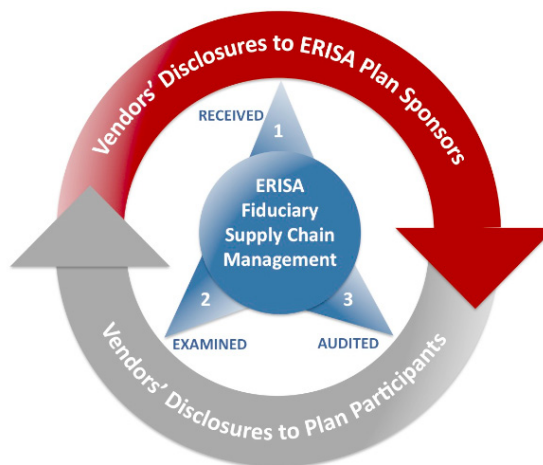 Vendors' Disclosures to ERISA Plan Sponsors
RECEIVED
1
ERISA
Fiduciary
Supply Chain
Management
2
3
EXAMINED
AUDITED
Vendors' Disclosures to Plan Participants